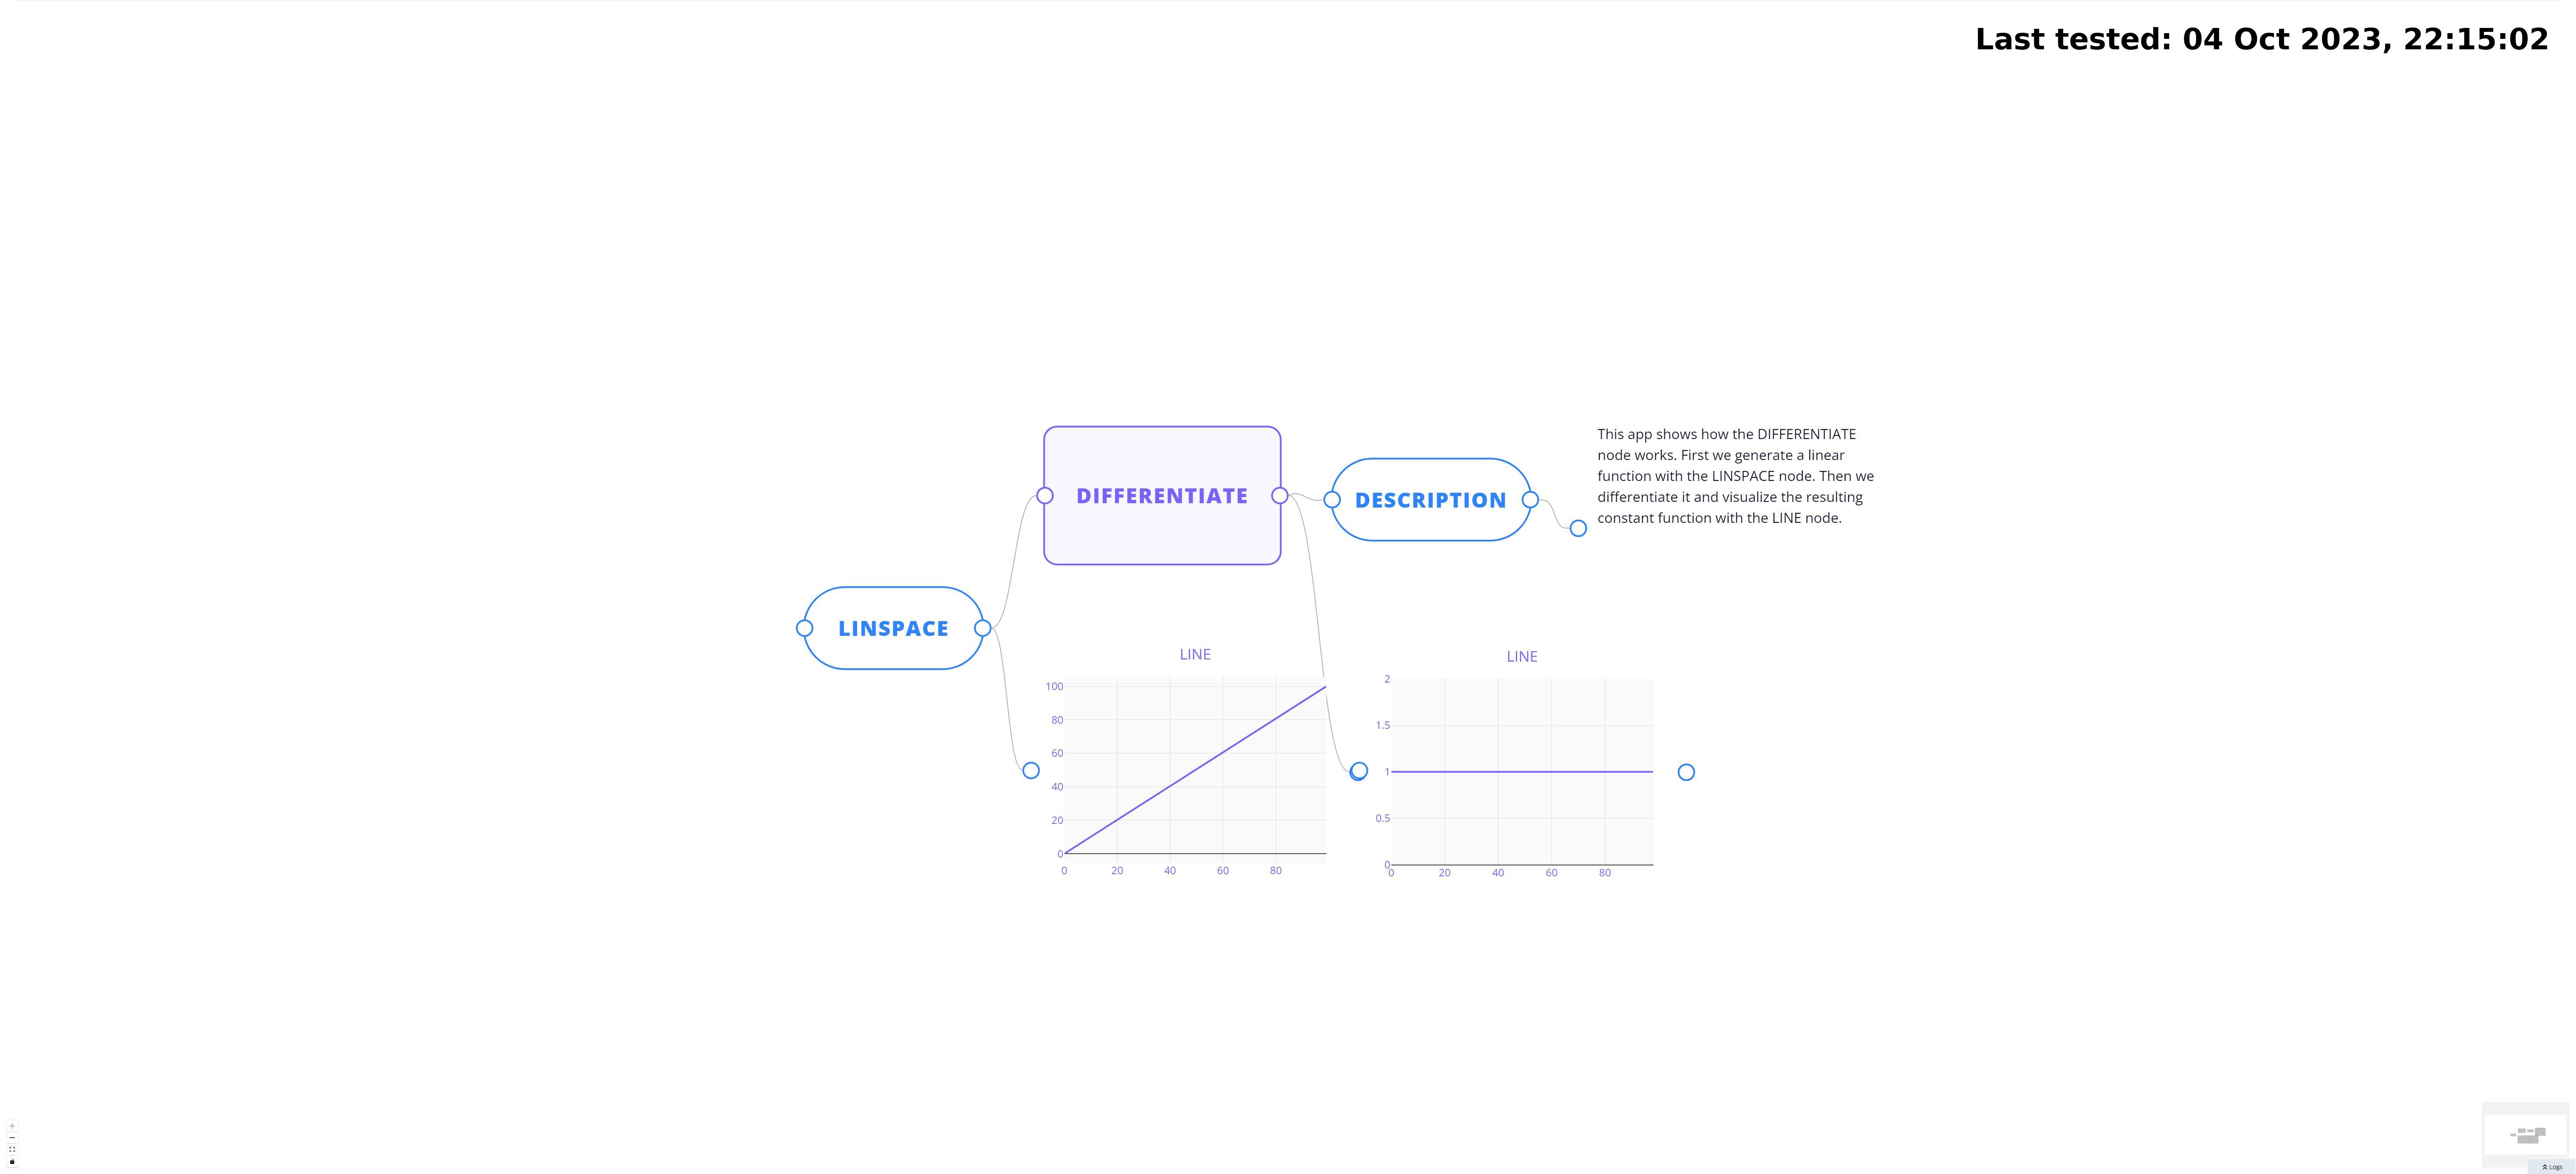 Last tested: 04 Oct 2023, 22:15:02
This app shows how the DIFFERENTIATE
node works. First we generate a linear
function with the LINSPACE node. Then we
differentiate it and visualize the resulting
constant function with the LINE node.
DIFFERENTIATE
DESCRIPTION
LINSPACE
LINE
100
80
60
40
20
0
0 20 40 60 80
LINE
2
1.5
1
0.5
0
0 20 40 60 80
Logs